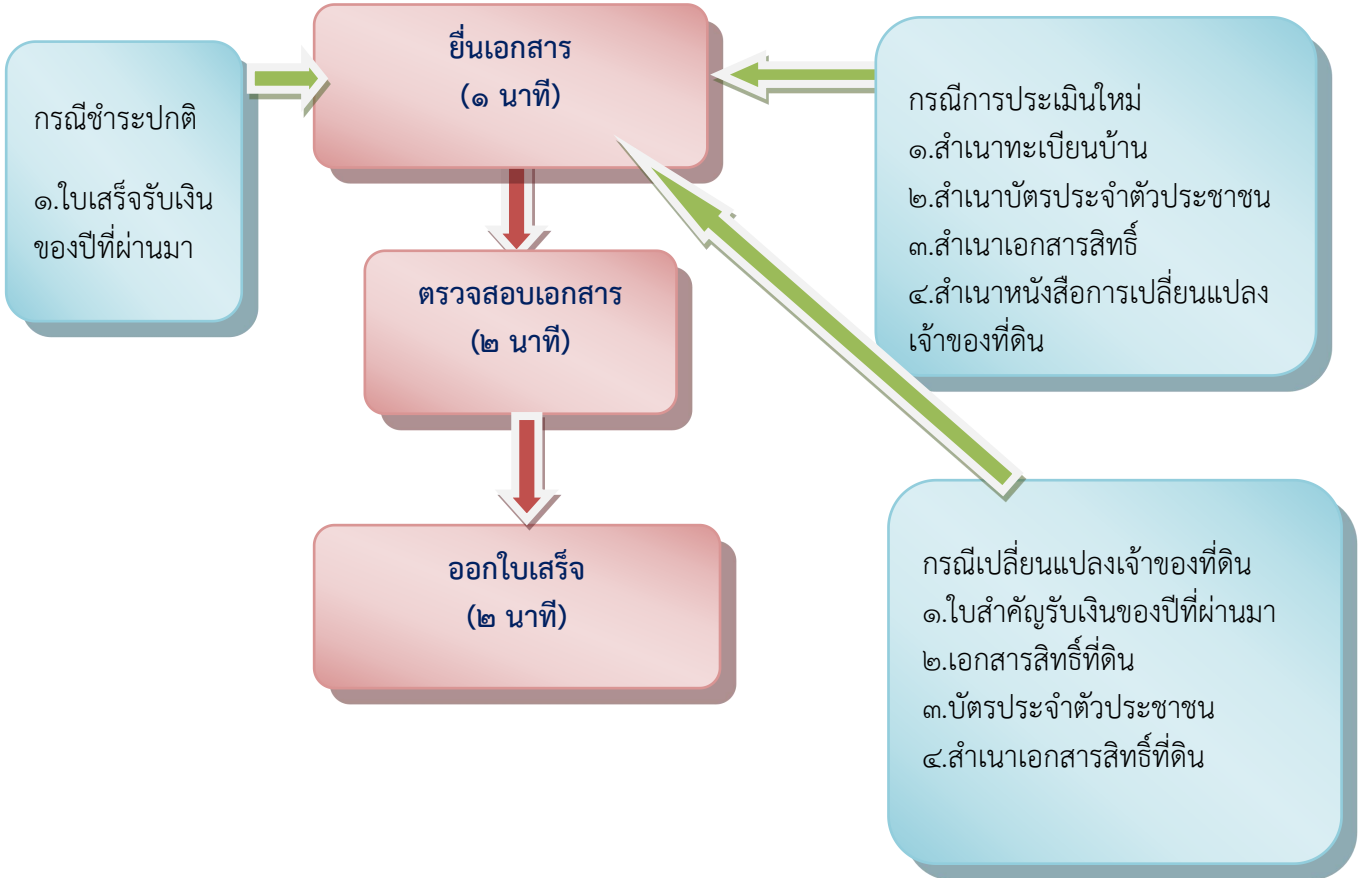 ยื่นเอกสาร
(๑ นาที)
กรณีชำระปกติ
๑.ใบเสร็จรับเงิน
ของปีที่ผ่านมา
กรณีการประเมินใหม่
๑.สำเนาทะเบียนบ้าน
๒.สำเนาบัตรประจำตัวประชาชน
๓.สำเนาเอกสารสิทธิ์
๔.สำเนาหนังสือการเปลี่ยนแปลง
เจ้าของที่ดิน
ตรวจสอบเอกสาร
(๒ นาที)
ออกใบเสร็จ
(๒ นาที)
กรณีเปลี่ยนแปลงเจ้าของที่ดิน
๑.ใบสำคัญรับเงินของปีที่ผ่านมา
๒.เอกสารสิทธิ์ที่ดิน
๓.บัตรประจำตัวประชาชน
๔.สำเนาเอกสารสิทธิ์ที่ดิน